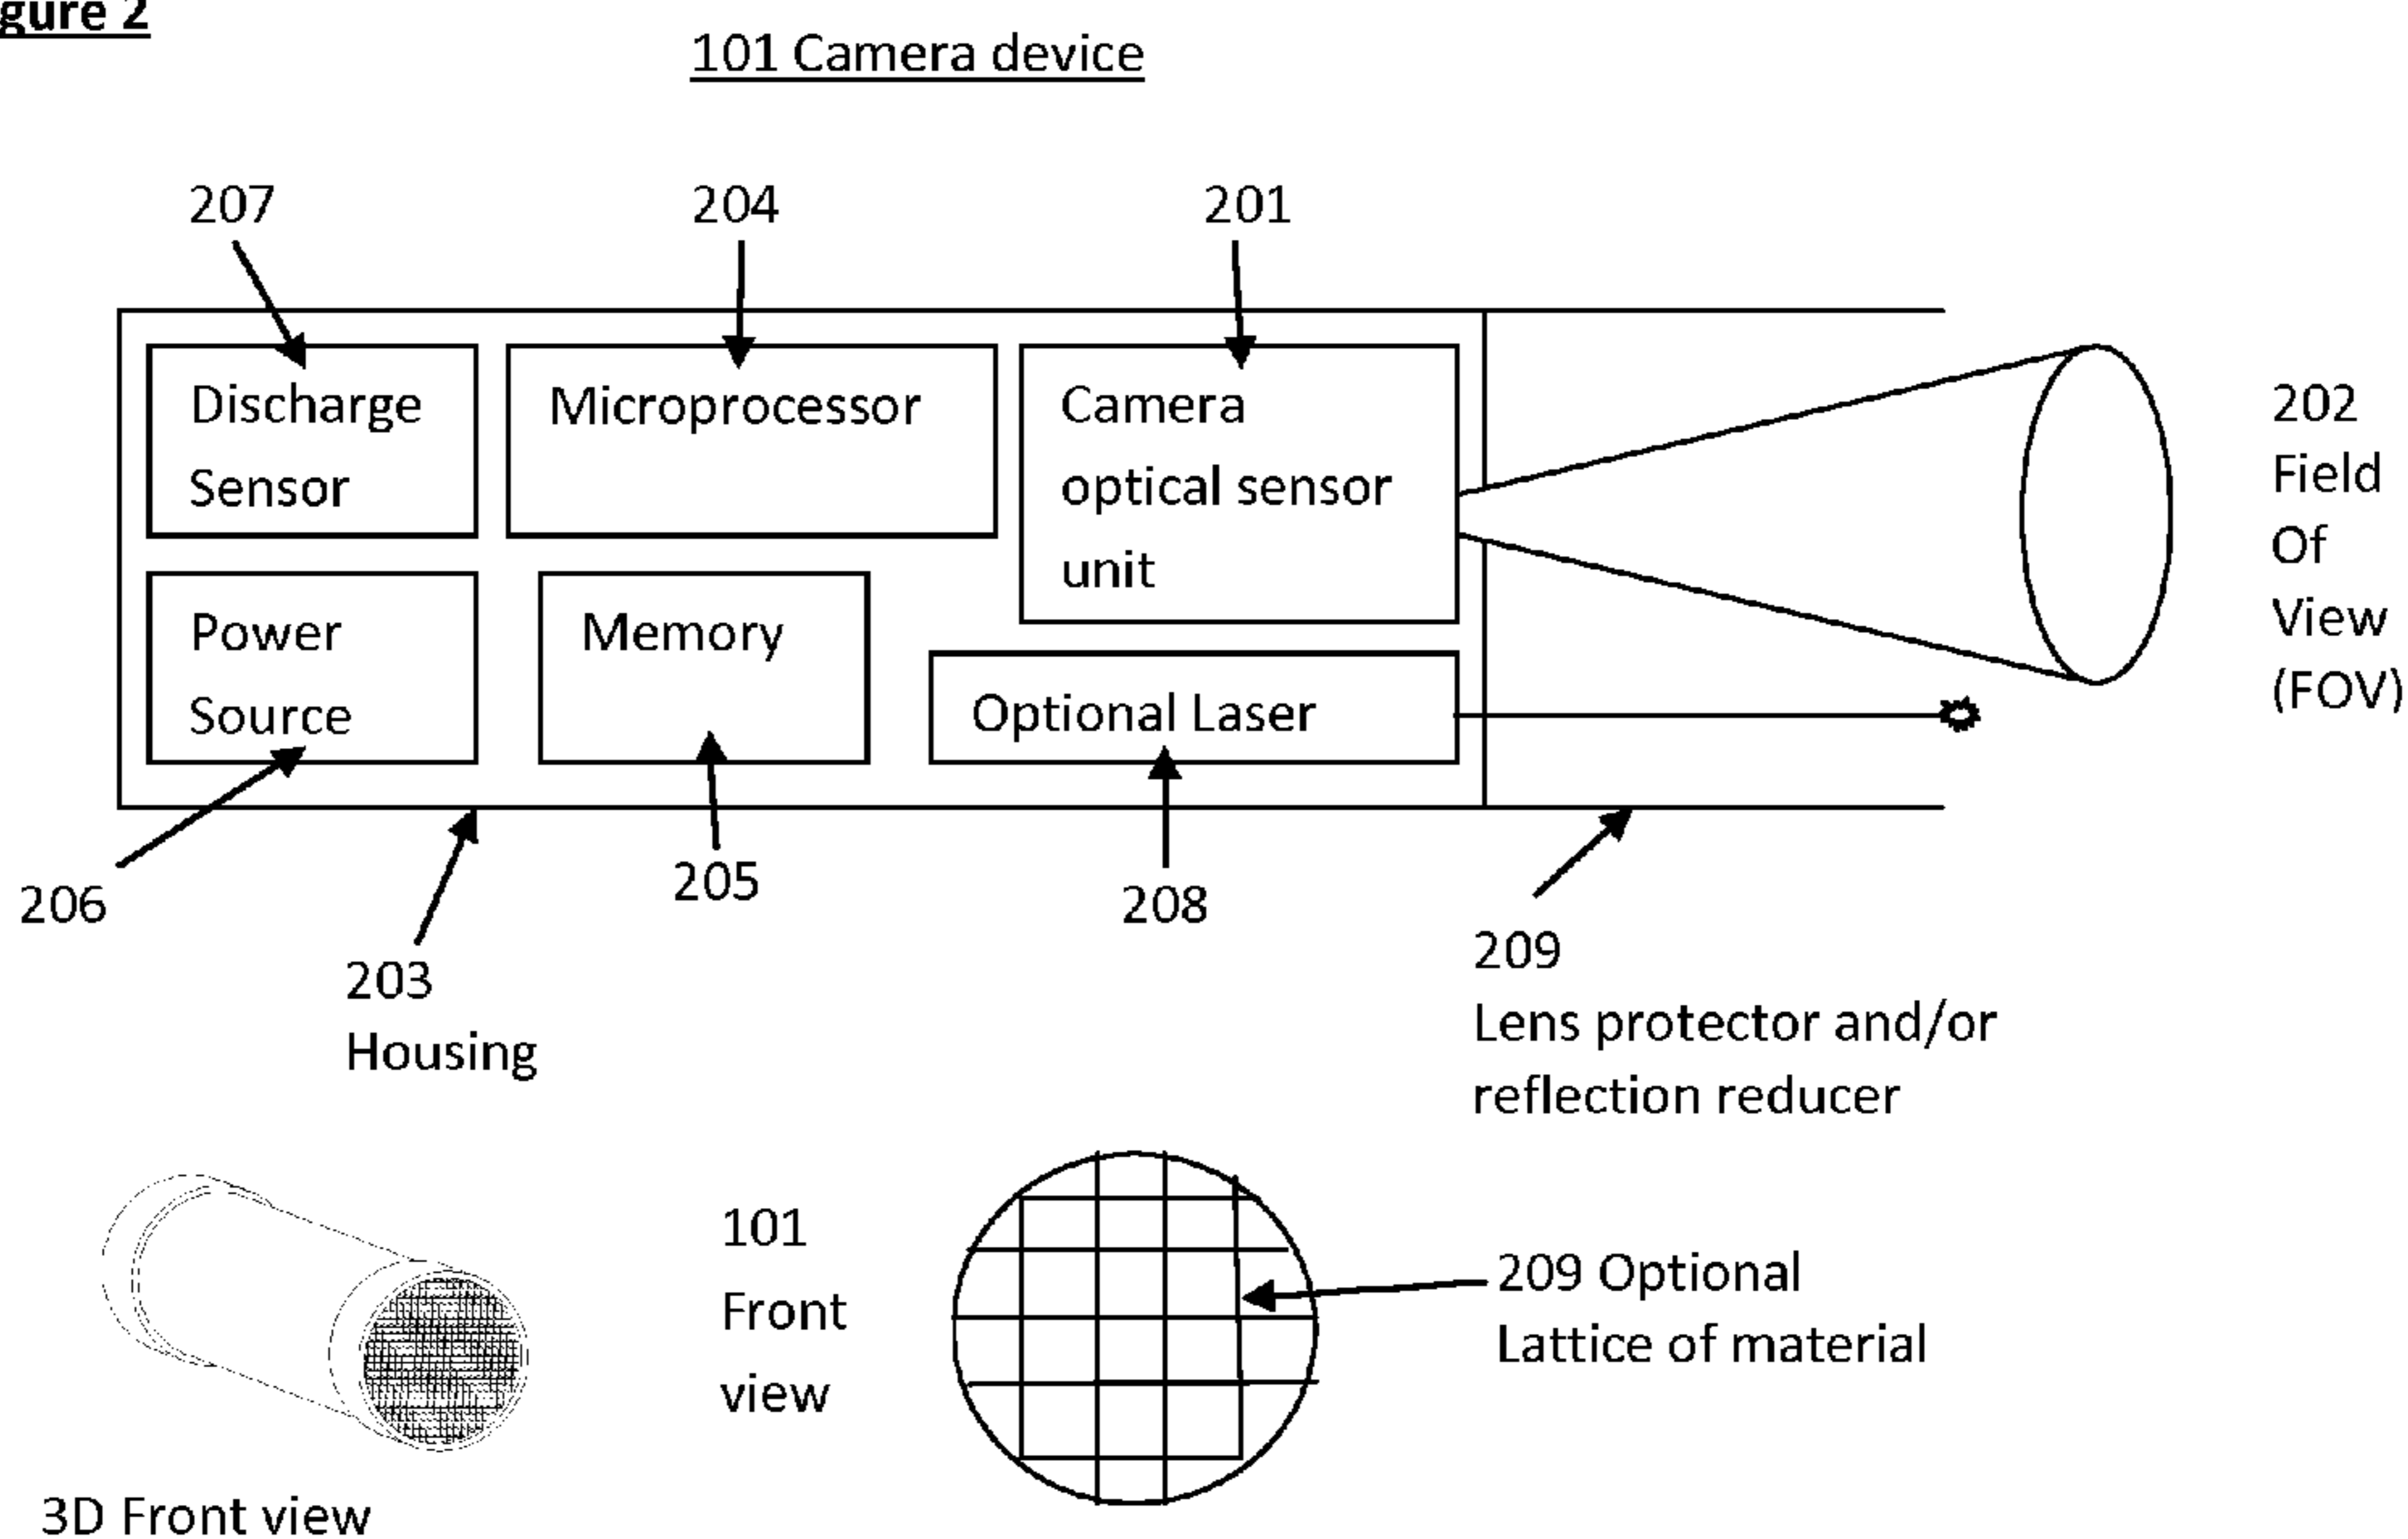 gure 2
101 Camera device
207
204
201
Discharge
Sensor
Microprocessor
Camera
optical sensor
unit
202
Field
Of
View
(FOV)
Power
Source
Memory
Optional Laser
206
205
208
203
Housing
209
Lens protector and/or
reflection reducer
101
Front
view
209 Optional
Lattice of material
3D Front view